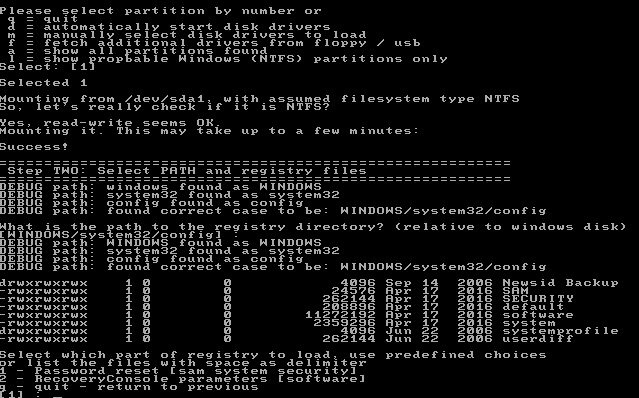 Please select partition by number or
q = quit
d = automatically start disk drivers
m = manually select disk drivers to load
f = fetch additional drivers from floppy / usb
a = show all partitions found
l = show propbable Windows (NTFS) partitions only
Select: [1]
Selected 1
Mounting from /dev/sda1, with assumed filesystem type NTFS
So, let's really check if it is NTFS?
Yes, read-write seems OK.
Mounting it. This may take up to a few minutes:
Success!
=========================================================
Step TWO: Select PATH and registry files
=========================================================
DEBUG path: windows found as WINDOWS
DEBUG path: system32 found as system32
DEBUG path: config found as config
DEBUG path: found correct case to be: WINDOWS/system32/config
What is the path to the registry directory? (relative to windows disk)
[WINDOWS/system32/config] :
DEBUG path: WINDOWS found as WINDOWS
DEBUG path: system32 found as system32
DEBUG path: config found as config
DEBUG path: found correct case to be: WINDOWS/system32/config
drwxrwxrwx 1 0 0 4096 Sep 14 2006 Newsid Backup
-rwxrwxrwx 1 0 0 24576 Apr 17 2016 SAM
-rwxrwxrwx 1 0 0 262144 Apr 17 2016 SECURITY
-rwxrwxrwx 1 0 0 208896 Apr 17 2016 default
-rwxrwxrwx 1 0 0 11272192 Apr 17 2016 software
-rwxrwxrwx 1 0 0 2359296 Apr 17 2016 system
drwxrwxrwx 1 0 0 4096 Jun 22 2006 systemprofile
-rwxrwxrwx 1 0 0 262144 Jun 22 2006 userdiff
Select which part of registry to load, use predefined choices
or list the files with space as delimiter
1 - Password reset [sam system security]
2 - RecoveryConsole parameters [software]
q - quit - return to previous
[1] : _